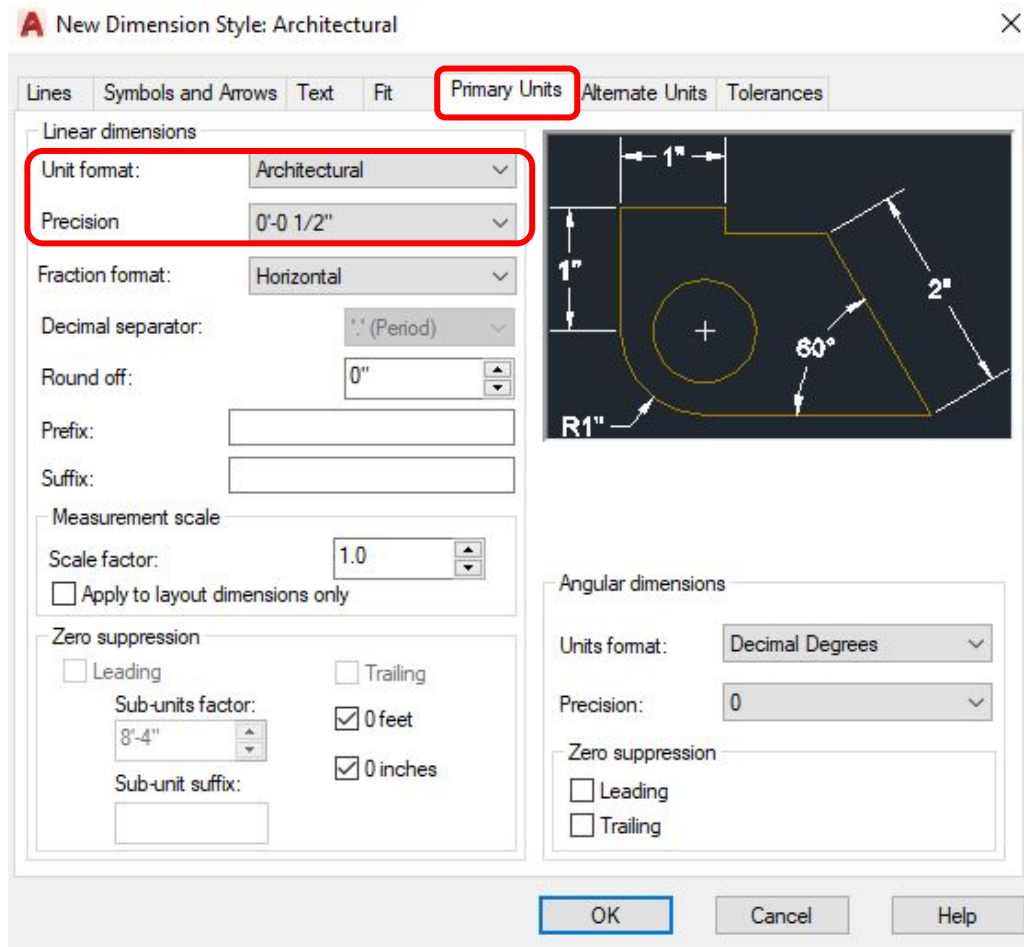 New Dimension Style: Architectural
Lines Symbols and Arrows Text Fit Primary Units Alternate Units Tolerances
Linear dimensions
Unit format: Architectural
Precision 0'-0 1/2"
Fraction format: Horizontal
Decimal separator: '.' (Period)
Round off: 0"
Prefix:
Suffix:
Measurement scale
Scale factor: 1.0
Apply to layout dimensions only
Zero suppression
Leading Trailing
Sub-units factor: 0 feet
8'-4"
0 inches
Sub-unit suffix:
1"
1"
2"
60°
R1"
Angular dimensions
Units format: Decimal Degrees
Precision: 0
Zero suppression
Leading
Trailing
OK Cancel Help